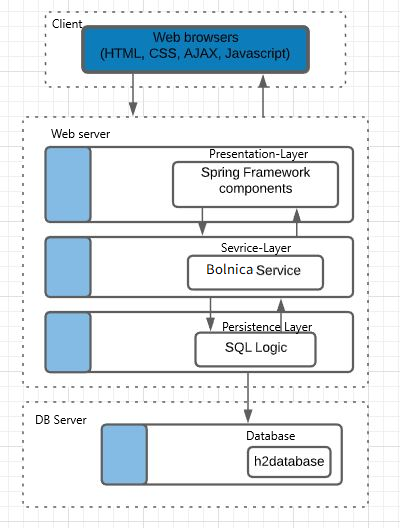 Client
Web browsers
(HTML, CSS, AJAX, Javascript)
Web server
Presentation-Layer
Spring Framework
components
Sevrice-Layer
Bolnica Service
Persistence Layer
SQL Logic
DB Server
Database
h2database